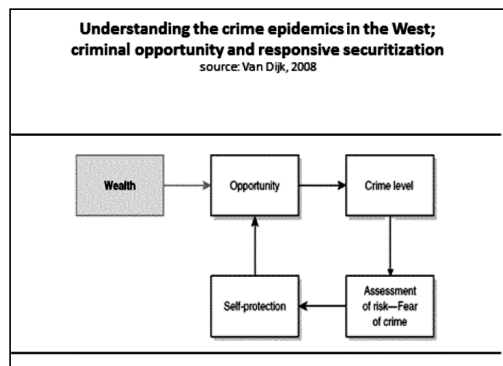 Understanding the crime epidemics in the West;
criminal opportunity and responsive securitization
source: Van Dijk, 2008
Wealth
Opportunity
Crime level
Self-protection
Assessment
of risk—Fear
of crime